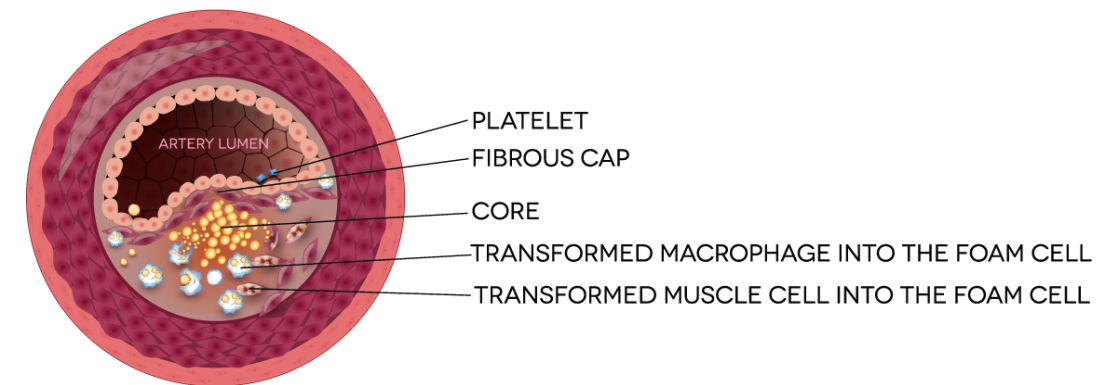 ARTERY LUMEN
PLATELET
FIBROUS CAP
CORE
TRANSFORMED MACROPHAGE INTO THE FOAM CELL
TRANSFORMED MUSCLE CELL INTO THE FOAM CELL